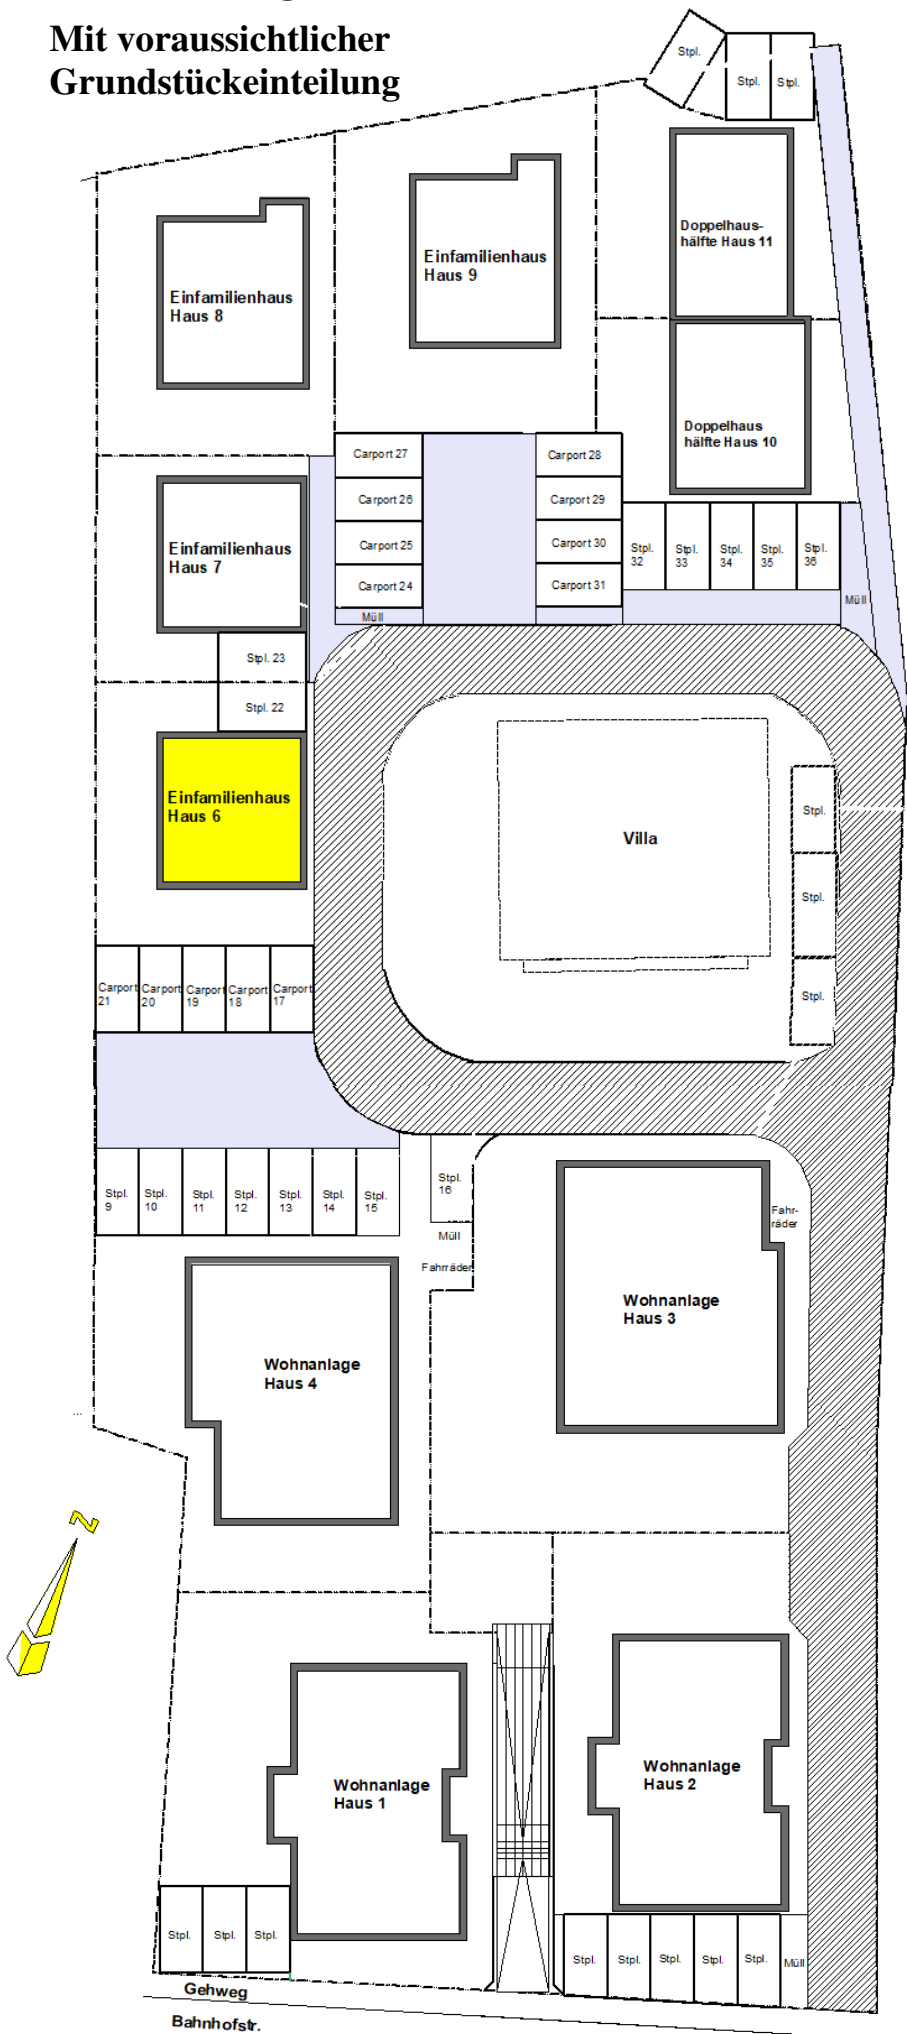 Mit voraussichtlicher
Grundstückeinteilung
Stpl.
Stpl.
Stpl.
Doppelhaus-
hälfte Haus 11
Einfamilienhaus
Haus 9
Einfamilienhaus
Haus 8
Doppelhaus
hälfte Haus 10
Carport 27
Carport 28
Carport 26
Carport 29
Carport 25
Carport 30
Carport 24
Carport 31
Stpl.
32
Stpl.
33
Stpl.
34
Stpl.
35
Stpl.
36
Einfamilienhaus
Haus 7
Müll
Müll
Stpl. 23
Stpl. 22
Einfamilienhaus
Haus 6
Villa
Stpl.
Stpl.
Stpl.
Carport
21
Carport
20
Carport
19
Carport
18
Carport
17
Stpl.
9
Stpl.
10
Stpl.
11
Stpl.
12
Stpl.
13
Stpl.
14
Stpl.
15
Stpl.
16
Müll
Fahrräder
Fahr-
räder
Wohnanlage
Haus 3
Wohnanlage
Haus 4
...
N
Wohnanlage
Haus 2
Wohnanlage
Haus 1
Stpl.
Stpl.
Stpl.
Stpl.
Stpl.
Stpl.
Stpl.
Stpl.
Müll
Gehweg
Bahnhofstr.